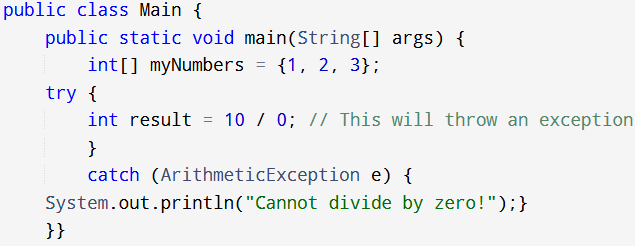 public class Main {
    public static void main(String[] args) {
        int[] myNumbers = {1, 2, 3};
    try {
        int result = 10 / 0; // This will throw an exception
        }
        catch (ArithmeticException e) {
    System.out.println("Cannot divide by zero!");}
    }}